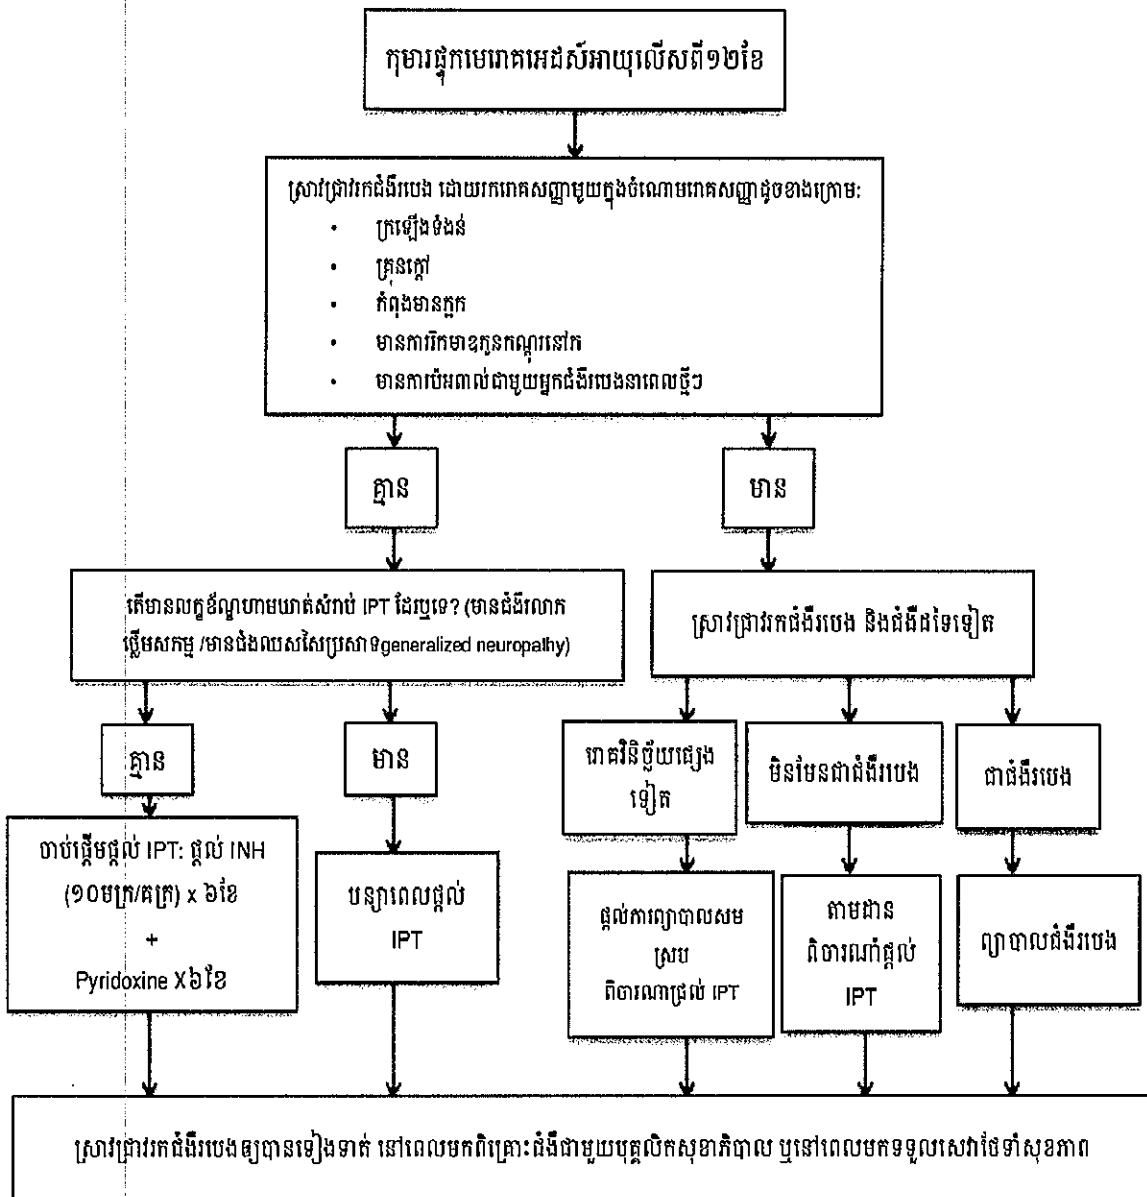 កុមារផ្ទុកមេរោគអេដស៍អាយុលើសពី១២ខែ
ស្រាវជ្រាវរកជំងឺរបេង ដោយរករោគសញ្ញាមួយក្នុងចំណោមរោគសញ្ញាដូចខាងក្រោម:
• ក្រឡើងទំងន់
• គ្រុនក្តៅ
• កំពុងមានក្អក
• មានការរីកមាឌកូនកណ្តុរនៅក
• មានការប៉អពាល់ជាមួយអ្នកជំងឺរបេងនាពេលថ្មីៗ
គ្មាន
មាន
តើមានលក្ខខ័ណ្ឌហាមឃាត់សំរាប់ IPT ដែរឬទេ? (មានជំងឺរលាក
ថ្លើមសកម្ម /មានជំងឈសសៃប្រសាទgeneralized neuropathy)
ស្រាវជ្រាវរកជំងឺរបេង និងជំងឺដទៃទៀត
គ្មាន
មាន
រោគវិនិច្ឆ័យផ្សេង
ទៀត
មិនមែនជាជំងឺរបេង
ជាជំងឺរបេង
ចាប់ផ្តើមផ្តល់ IPT: ផ្តល់ INH
(១០មក្រ/គក្រ) x ៦ខែ
+
Pyridoxine X៦ខែ
បន្យាពេលផ្តល់
IPT
ផ្តល់ការព្យាបាលសម
ស្រប
ពិចារណាផ្រល់ IPT
តាមដាន
ពិចារណាំផ្តល់
IPT
ព្យាបាលជំងឺរបេង
ស្រាវជ្រាវរកជំងឺរបេងឲ្យបានទៀងទាត់ នៅពេលមកពិគ្រោះជំងឺជាមួយបុគ្គលិកសុខាភិបាល ឬនៅពេលមកទទួលសេវាថែទាំសុខភាព